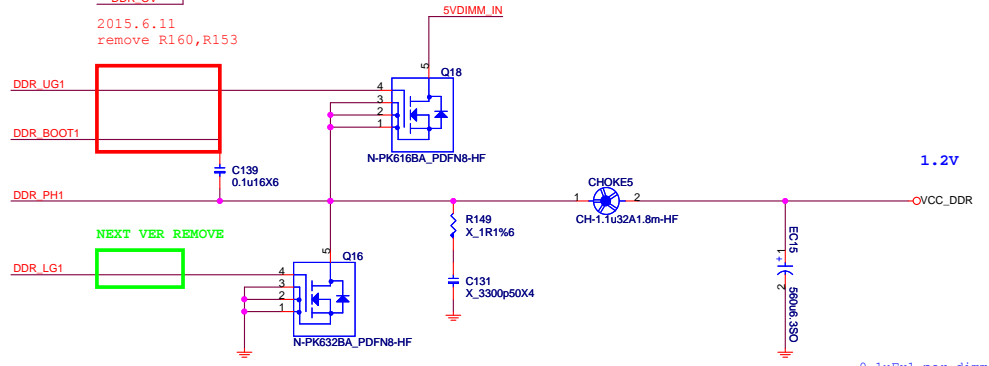 5VDIMM_IN
2015.6.11
remove R160,R153
5
Q18
DDR_UG1
4
3
2
1
DDR_BOOT1
N-PK616BA_PDFN8-HF
C139
0.1u16X6
1.2V
DDR_PH1
CHOKE5
1
2
CH-1.1u32A1.8m-HF
VCC_DDR
R149
X_1R1%6
NEXT VER REMOVE
5
Q16
DDR_LG1
4
3
2
1
C131
X_3300p50X4
EC15
1
+
2
560u6.3SO
N-PK632BA_PDFN8-HF